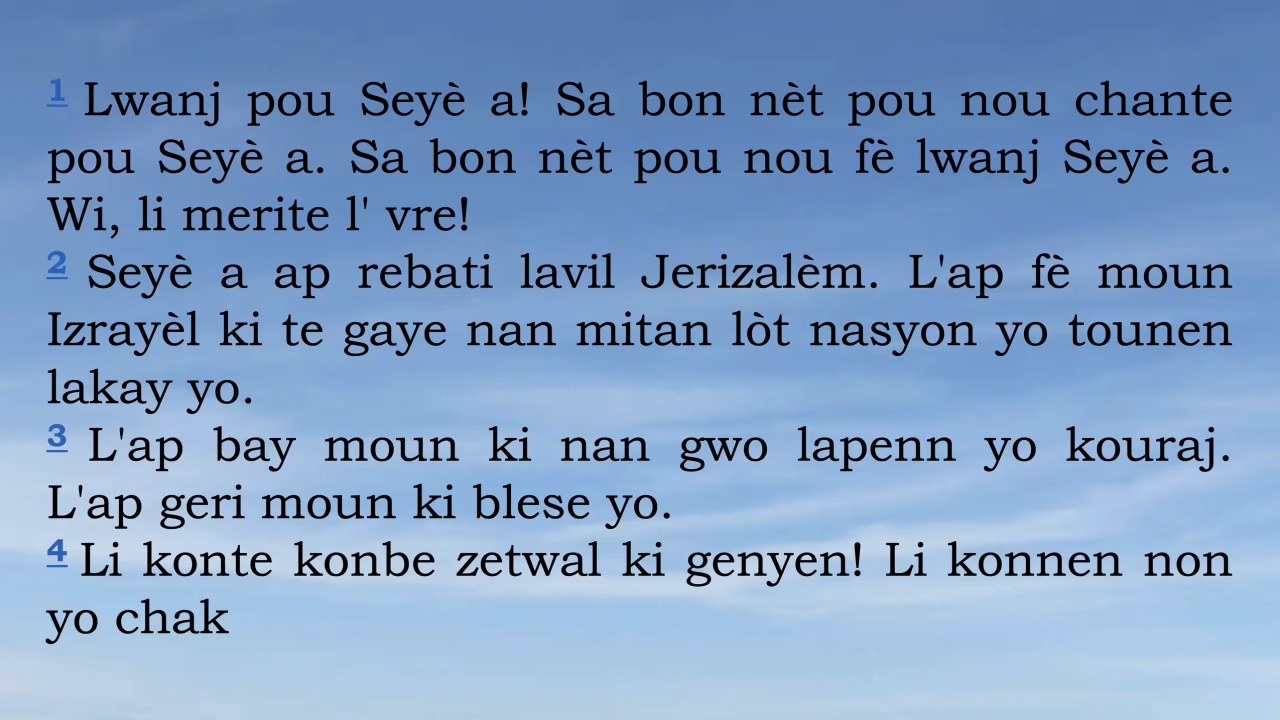 1 Lwanj pou Seyè a! Sa bon nèt pou nou chante
pou Seyè a. Sa bon nèt pou nou fè lwanj Seyè a.
Wi, li merite l' vre!
2 Seyè a ap rebati lavil Jerizalèm. L'ap fè moun
Izrayèl ki te gaye nan mitan lòt nasyon yo tounen
lakay yo.
3 L'ap bay moun ki nan gwo lapenn yo kouraj.
L'ap geri moun ki blese yo.
4 Li konte konbe zetwal ki genyen! Li konnen non
yo chak